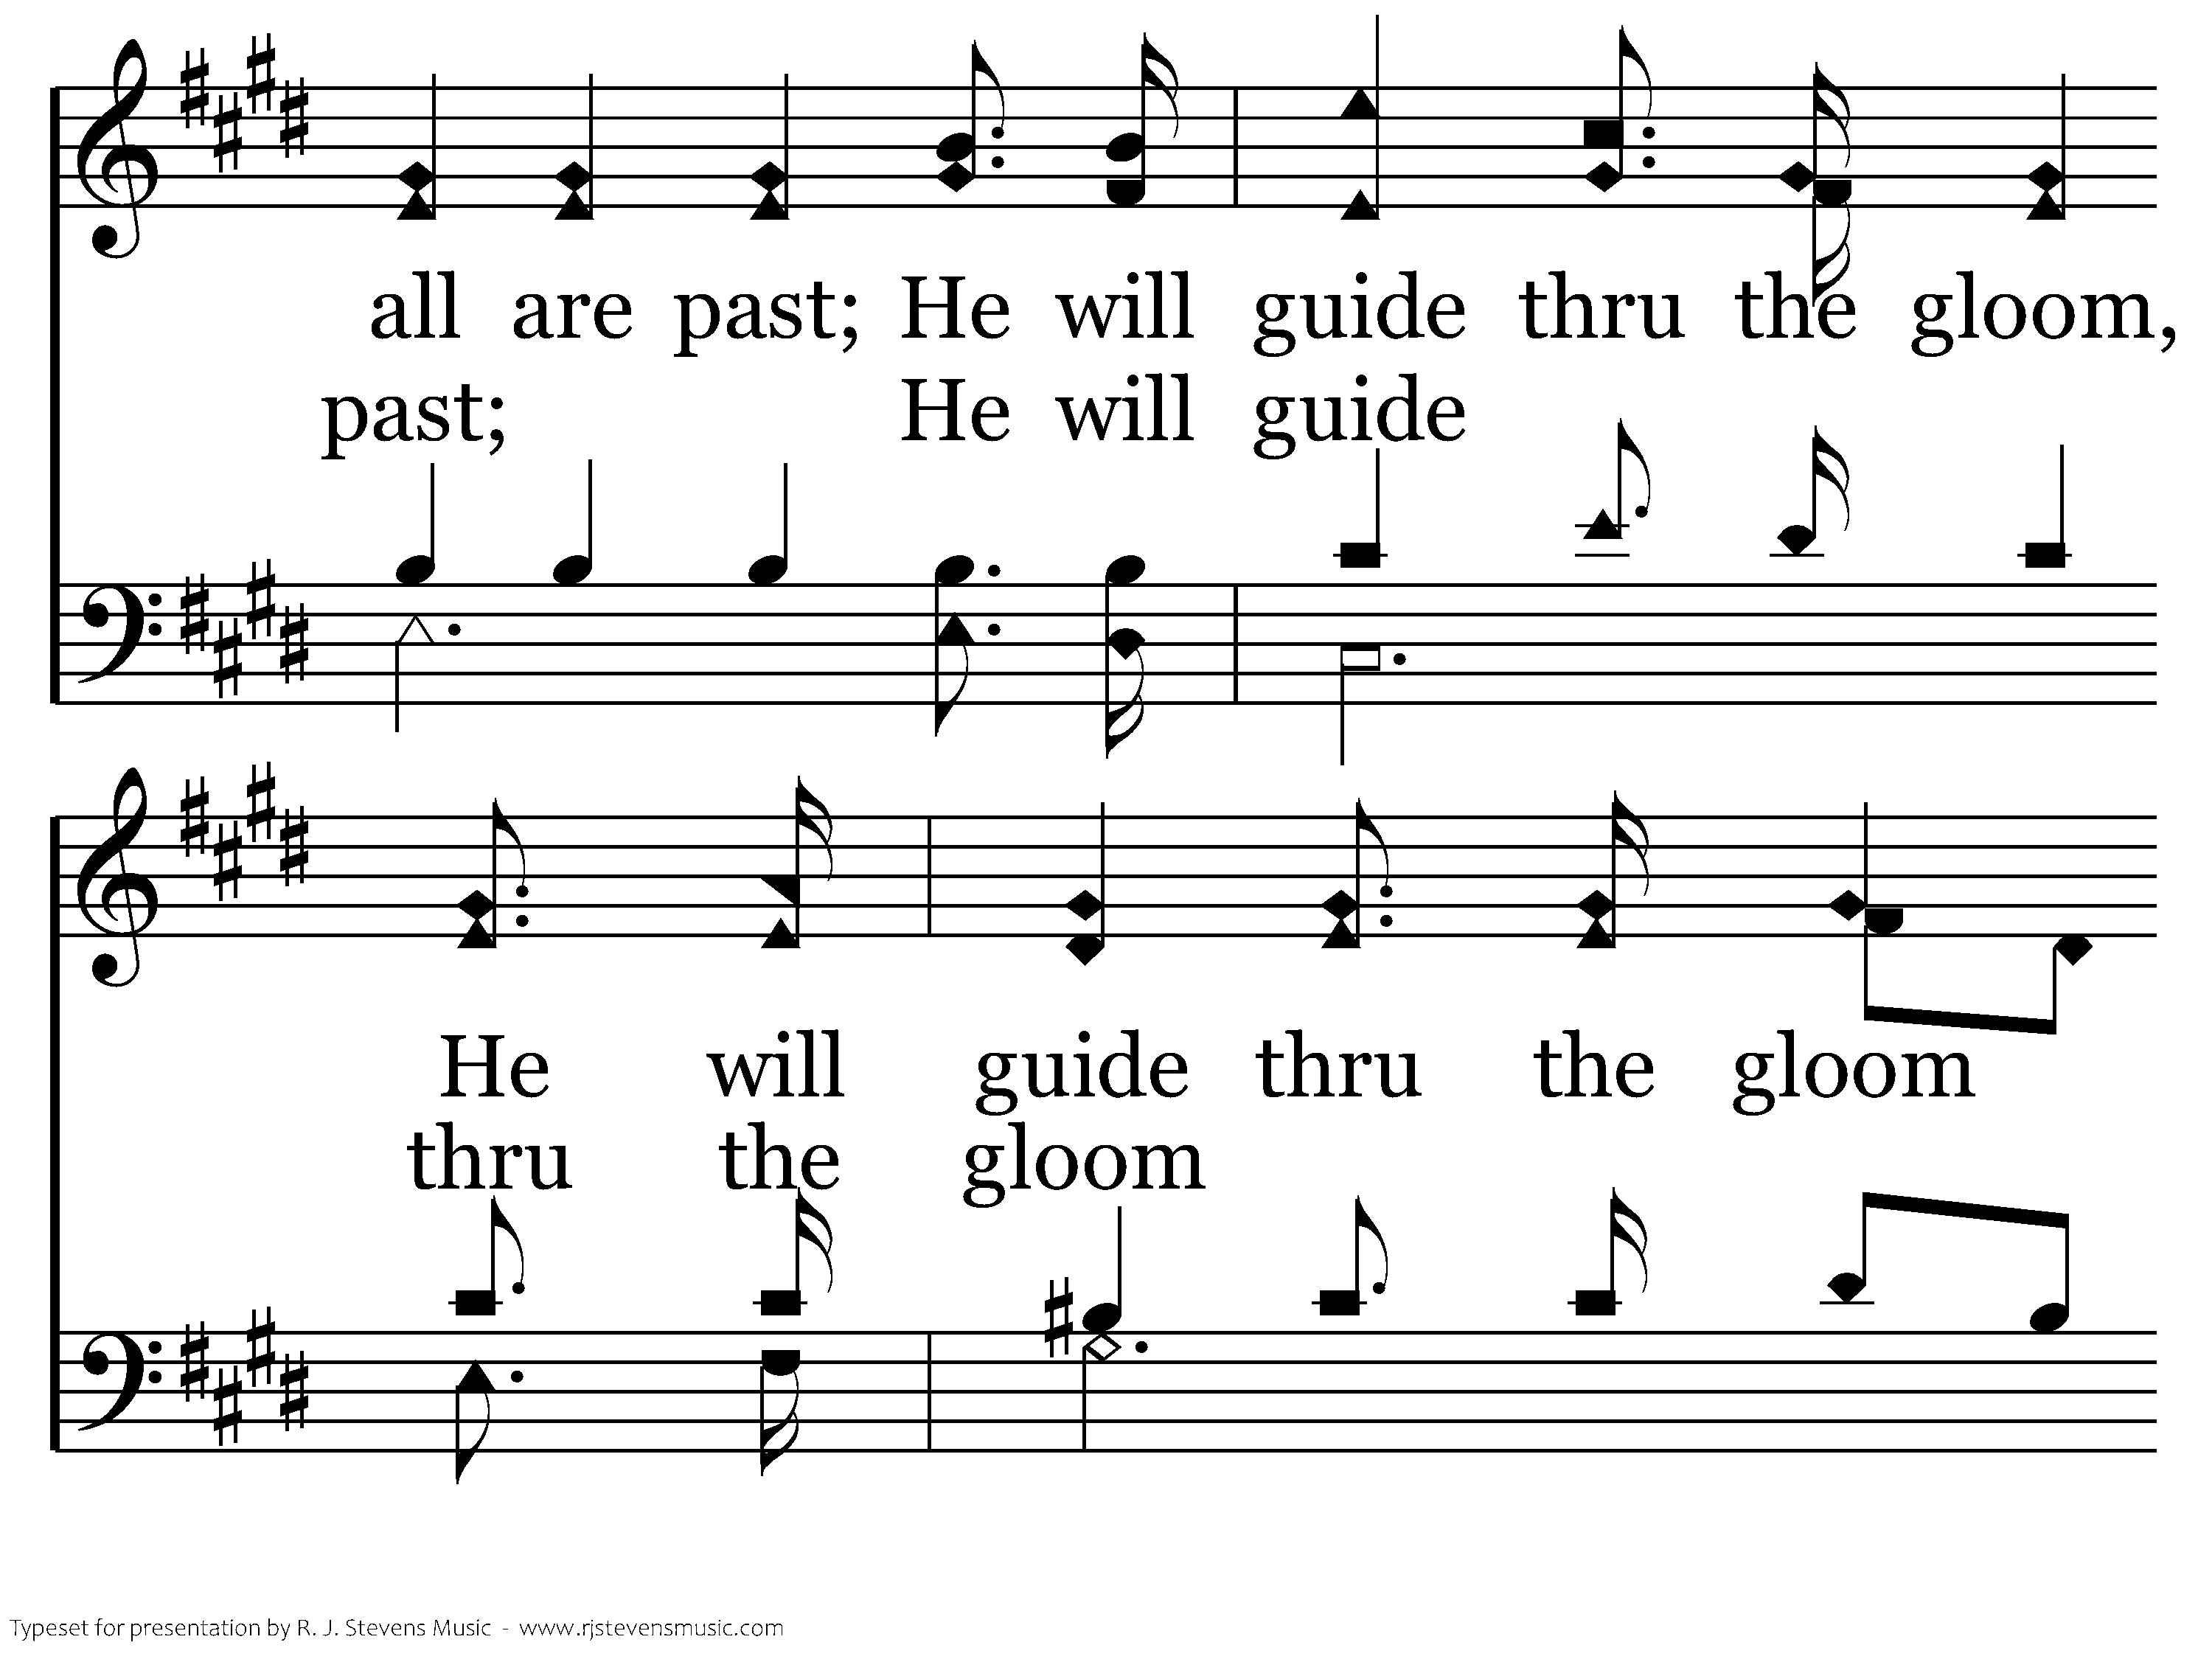 all are past; He will guide thru the gloom,
past; He will guide
He will guide thru the gloom
thru the gloom
Typeset for presentation by R. J. Stevens Music - www.rjstevensmusic.com